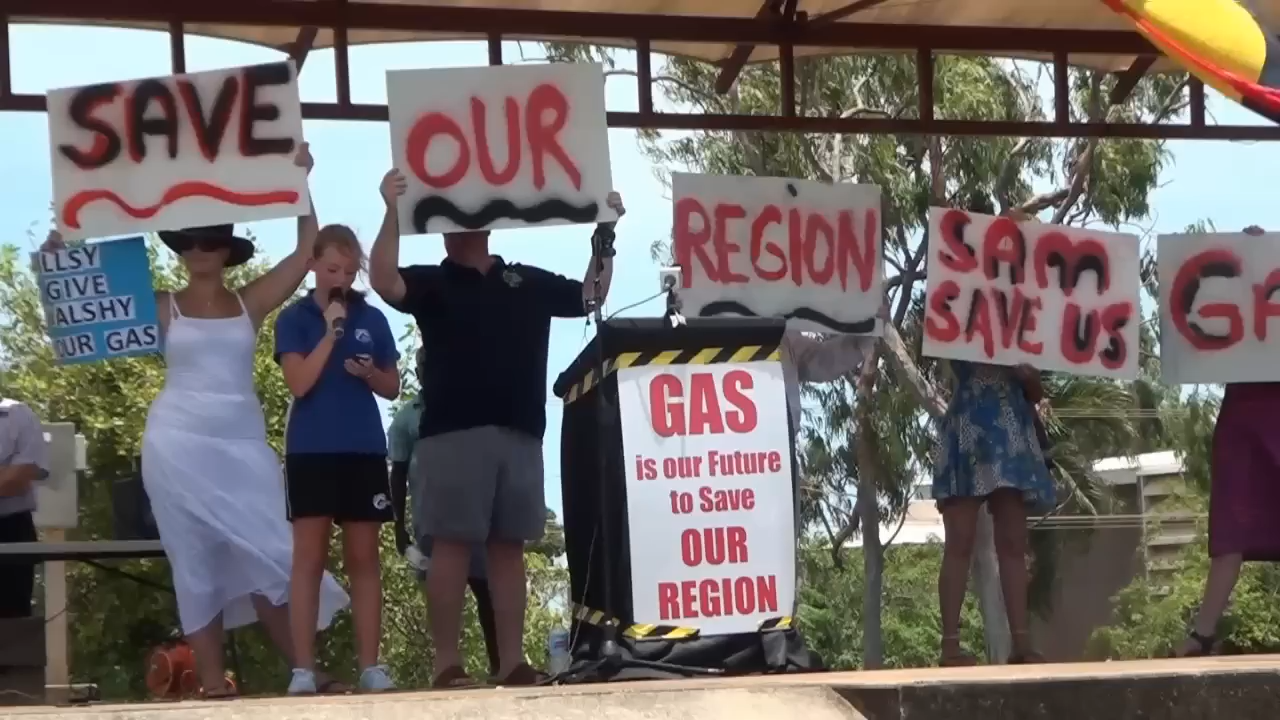 SAVE
OUR
REGION
SAM
SAVE US
LLSY
GIVE
ALSHY
OUR GAS
GAS
is our Future
to Save
OUR
REGION